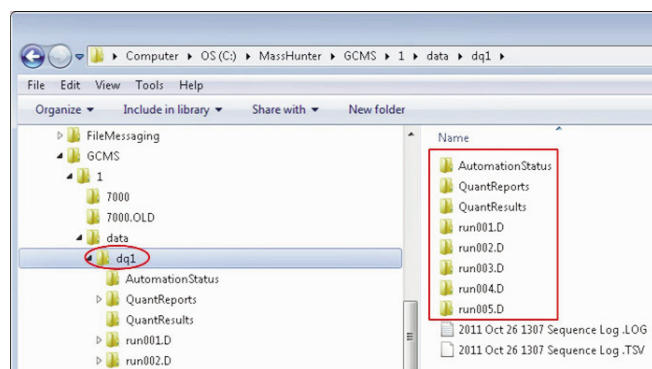 Computer ▸ OS (C:) ▸ MassHunter ▸ GCMS ▸ 1 ▸ data ▸ dq1 ▸
File Edit View Tools Help
Organize Include in library Share with New folder
FileMessaging
GCMS
1
7000
7000.OLD
data
dq1
AutomationStatus
QuantReports
QuantResults
run001.D
run002.D
Name
AutomationStatus
QuantReports
QuantResults
run001.D
run002.D
run003.D
run004.D
run005.D
2011 Oct 26 1307 Sequence Log .LOG
2011 Oct 26 1307 Sequence Log .TSV